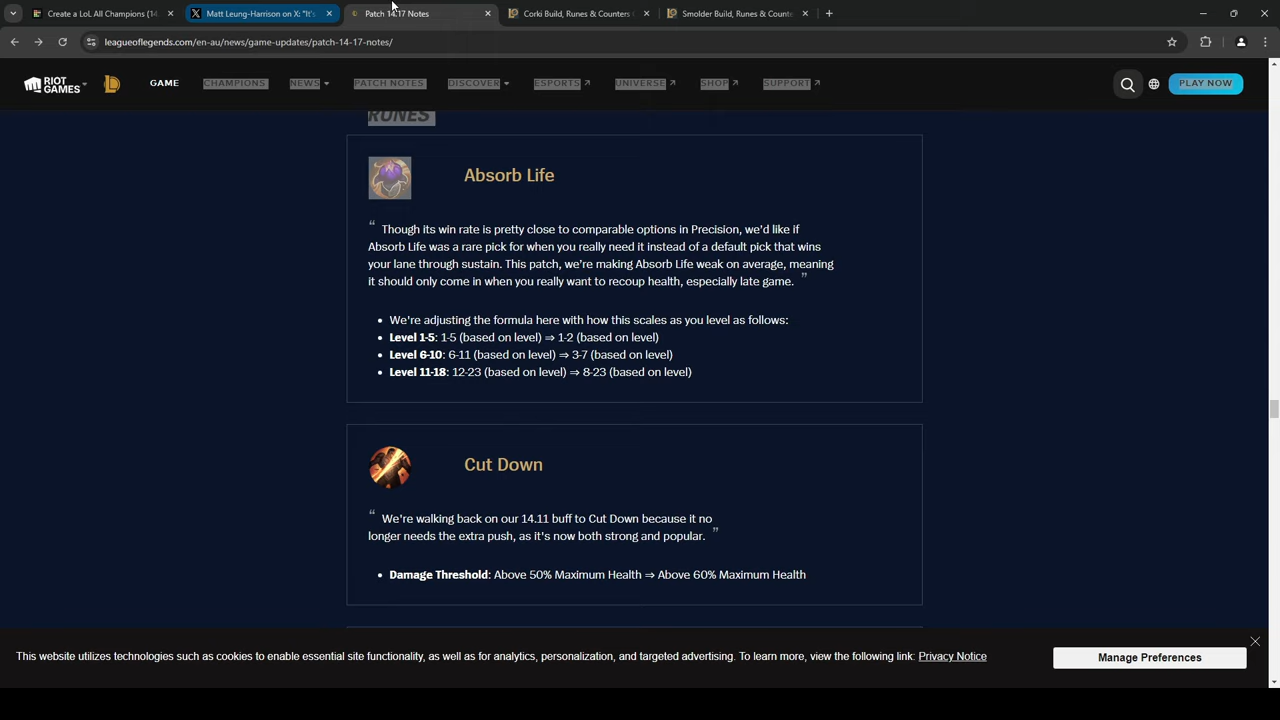 Create a LoL All Champions (14
Matt Leung-Harrison on X: "It's
Patch 14.17 Notes
Corki Build, Runes & Counters
Smolder Build, Runes & Counte
leagueoflegends.com/en-au/news/game-updates/patch-14-17-notes/
RIOT GAMES
GAME
CHAMPIONS
NEWS
PATCH NOTES
DISCOVER
ESPORTS
UNIVERSE
SHOP
SUPPORT
PLAY NOW
RUNES
Absorb Life
“ Though its win rate is pretty close to comparable options in Precision, we'd like if
Absorb Life was a rare pick for when you really need it instead of a default pick that wins
your lane through sustain. This patch, we're making Absorb Life weak on average, meaning
it should only come in when you really want to recoup health, especially late game. ”
• We're adjusting the formula here with how this scales as you level as follows:
• Level 1-5: 1-5 (based on level) ⇒ 1-2 (based on level)
• Level 6-10: 6-11 (based on level) ⇒ 3-7 (based on level)
• Level 11-18: 12-23 (based on level) ⇒ 8-23 (based on level)
Cut Down
“ We're walking back on our 14.11 buff to Cut Down because it no
longer needs the extra push, as it's now both strong and popular. ”
• Damage Threshold: Above 50% Maximum Health ⇒ Above 60% Maximum Health
This website utilizes technologies such as cookies to enable essential site functionality, as well as for analytics, personalization, and targeted advertising. To learn more, view the following link: Privacy Notice
Manage Preferences